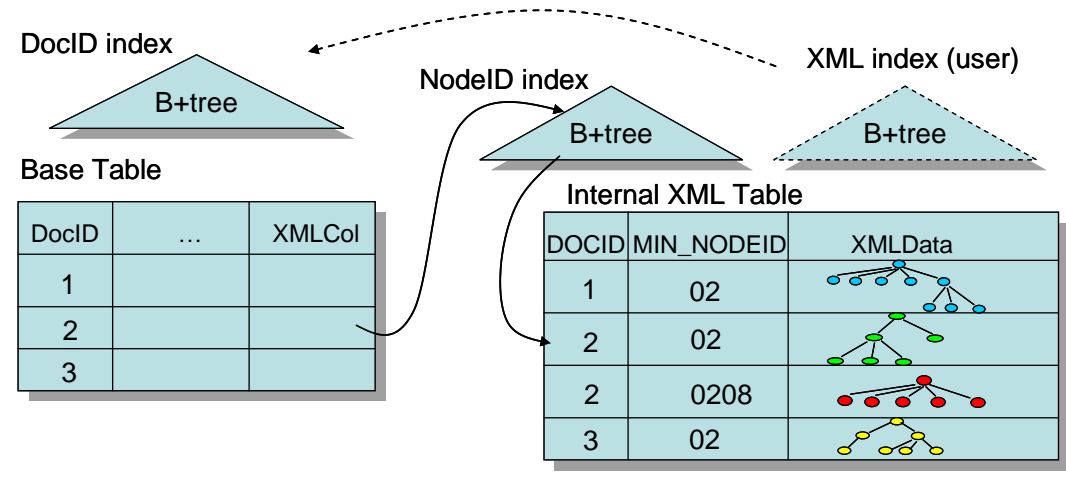 DocID index
B+tree
NodeID index
B+tree
XML index (user)
B+tree
Base Table
DocID … XMLCol
1
2
3
Internal XML Table
DOCID MIN_NODEID XMLData
1 02
2 02
2 0208
3 02